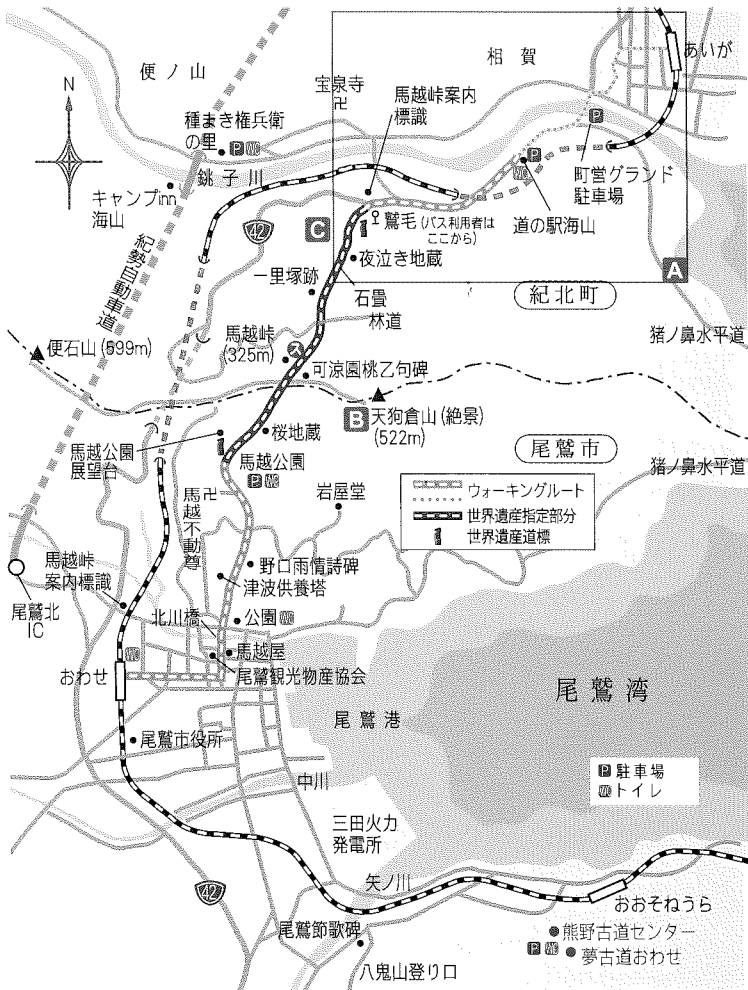 便ノ山
相賀
あいが
宝泉寺
卍
馬越峠案内
標識
N
種まき権兵衛
の里
P WC
P
町営グランド
駐車場
P
WC
銚子川
キャンプinn
海山
道の駅海山
42
C
鷲毛 (バス利用者は
ここから)
A
紀勢自動車道
夜泣き地蔵
一里塚跡
石畳
紀北町
林道
馬越峠
(325m)
猪ノ鼻水平道
便石山 (599m)
可涼園桃乙句碑
B
天狗倉山 (絶景)
(522m)
桜地蔵
尾鷲市
馬越公園
展望台
馬越公園
P WC
猪ノ鼻水平道
馬越不動尊
卍
岩屋堂
ウォーキングルート
世界遺産指定部分
世界遺産道標
馬越峠
案内標識
野口雨情詩碑
津波供養塔
尾鷲北
IC
北川橋
公園 WC
WC
馬越屋
おわせ
尾鷲観光物産協会
尾鷲湾
尾鷲港
尾鷲市役所
P 駐車場
WC トイレ
中川
三田火力
発電所
矢ノ川
42
おおそねうら
尾鷲節歌碑
熊野古道センター
P WC 夢古道おわせ
八鬼山登り口